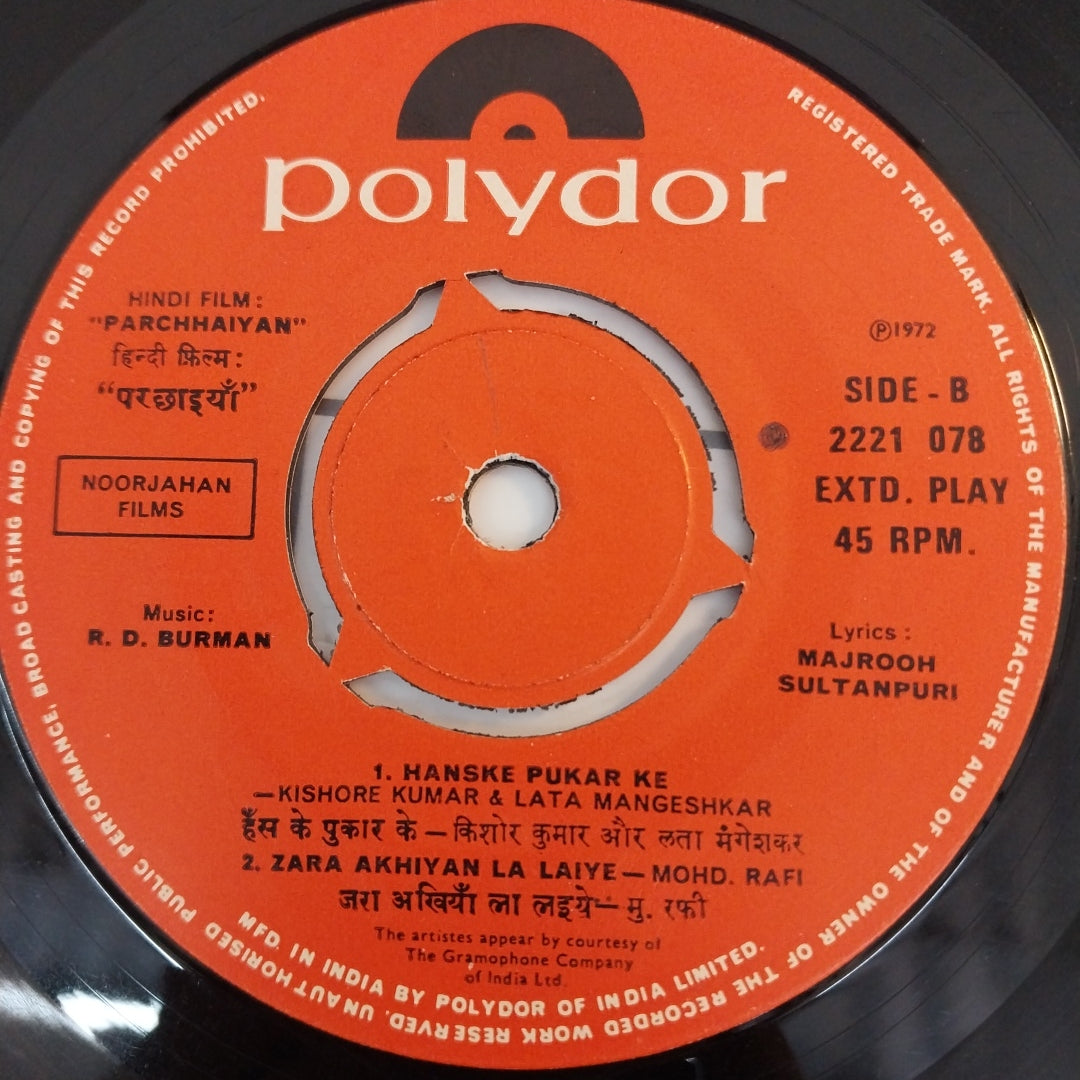 polydor
HINDI FILM:
"PARCHHAIYAN"
हिन्दी फ़िल्म:
"परछाइयाँ"
NOORJAHAN
FILMS
Music:
R. D. BURMAN
℗1972
SIDE - B
2221 078
EXTD. PLAY
45 RPM.
Lyrics :
MAJROOH
SULTANPURI
1. HANSKE PUKAR KE
—KISHORE KUMAR & LATA MANGESHKAR
हँस के पुकार के — किशोर कुमार और लता मंगेशकर
2. ZARA AKHIYAN LA LAIYE — MOHD. RAFI
जरा अखियाँ ला लइये — मु. रफी
The artistes appear by courtesy of
The Gramophone Company
of India Ltd.
MFD. IN INDIA BY POLYDOR OF INDIA LIMITED.
REGISTERED TRADE MARK. ALL RIGHTS OF THE MANUFACTURER AND OF THE OWNER OF THE RECORDED WORK RESERVED. UNAUTHORISED PUBLIC PERFORMANCE, BROADCASTING AND COPYING OF THIS RECORD PROHIBITED.